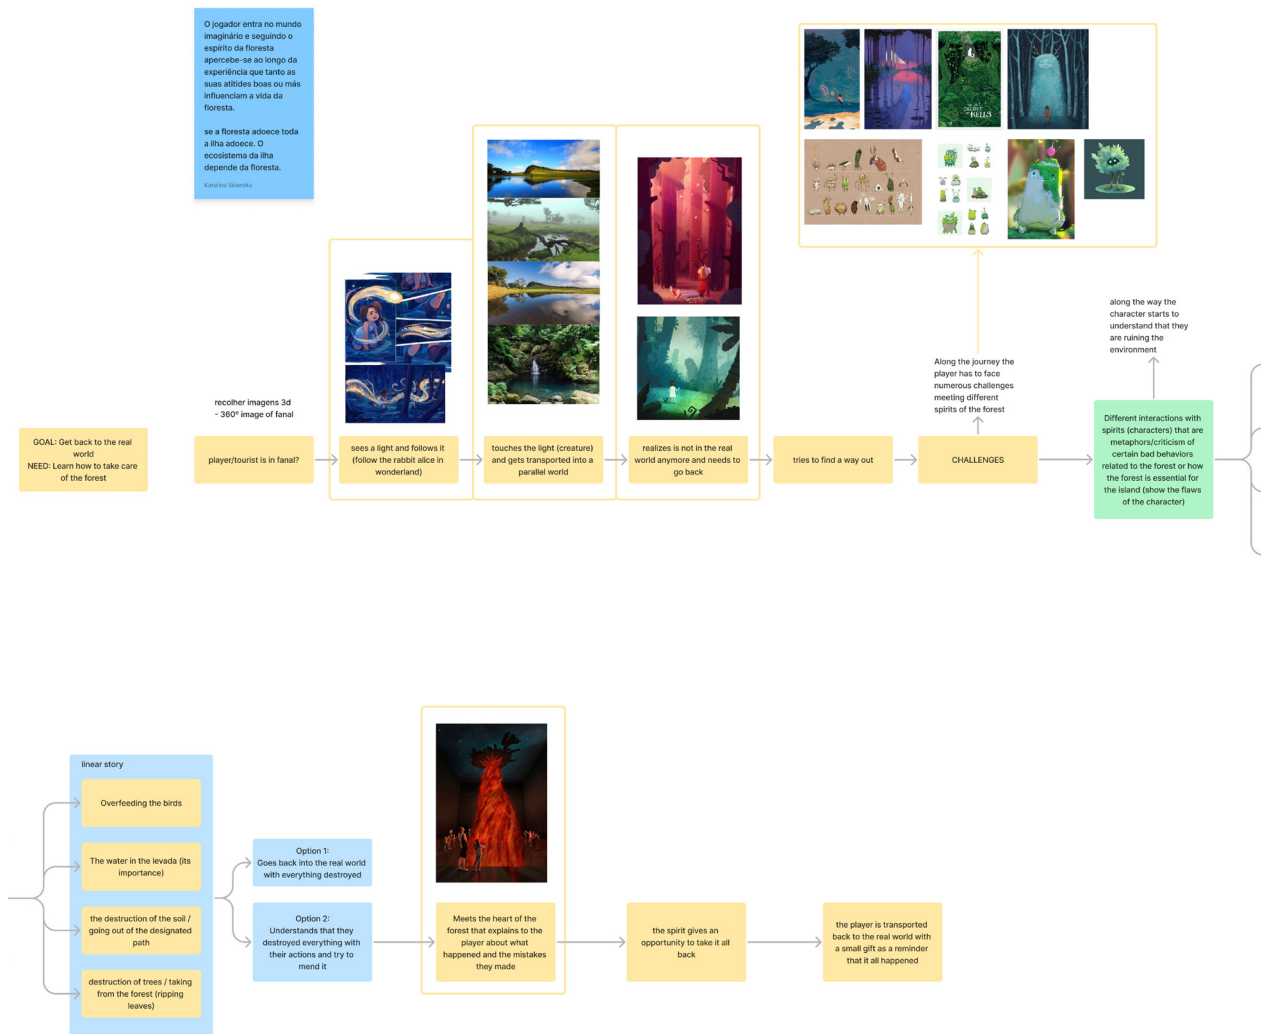 O jogador entra no mundo
imaginário e seguindo o
espírito da floresta
apercebe-se ao longo da
experiência que tanto as
suas atitides boas ou más
influenciam a vida da
floresta.
se a floresta adoece toda
a ilha adoece. O
ecosistema da ilha
depende da floresta.
Karolina Skierska
GOAL: Get back to the real
world
NEED: Learn how to take care
of the forest
recolher imagens 3d
- 360º image of fanal
player/tourist is in fanal?
sees a light and follows it
(follow the rabbit alice in
wonderland)
touches the light (creature)
and gets transported into a
parallel world
realizes is not in the real
world anymore and needs to
go back
tries to find a way out
SECRET
OF KELLS
Along the journey the
player has to face
numerous challenges
meeting different
spirits of the forest
CHALLENGES
along the way the
character starts to
understand that they
are ruining the
environment
Different interactions with
spirits (characters) that are
metaphors/criticism of
certain bad behaviors
related to the forest or how
the forest is essential for
the island (show the flaws
of the character)
linear story
Overfeeding the birds
The water in the levada (its
importance)
the destruction of the soil /
going out of the designated
path
destruction of trees / taking
from the forest (ripping
leaves)
Option 1:
Goes back into the real world
with everything destroyed
Option 2:
Understands that they
destroyed everything with
their actions and try to
mend it
Meets the heart of the
forest that explains to the
player about what
happened and the mistakes
they made
the spirit gives an
opportunity to take it all
back
the player is transported
back to the real world with
a small gift as a reminder
that it all happened